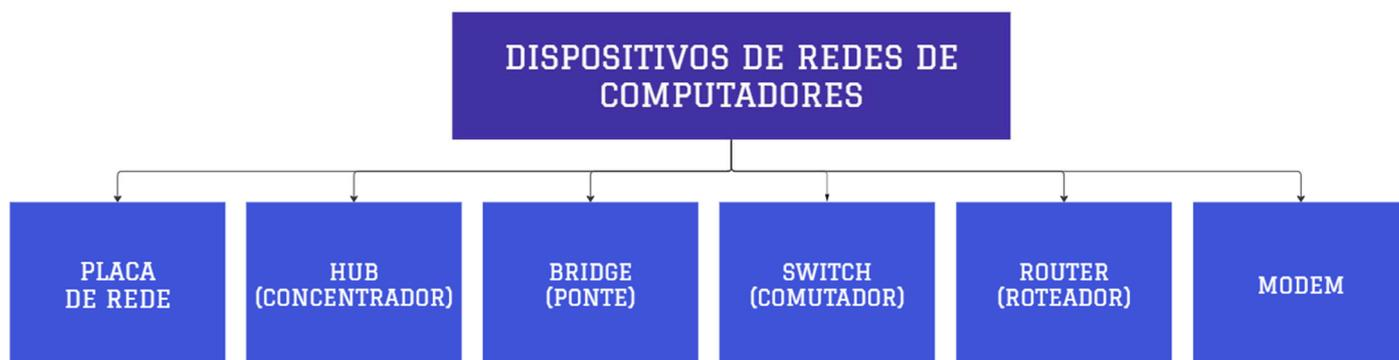 DISPOSITIVOS DE REDES DE
COMPUTADORES
PLACA
DE REDE
HUB
(CONCENTRADOR)
BRIDGE
(PONTE)
SWITCH
(COMUTADOR)
ROUTER
(ROTEADOR)
MODEM